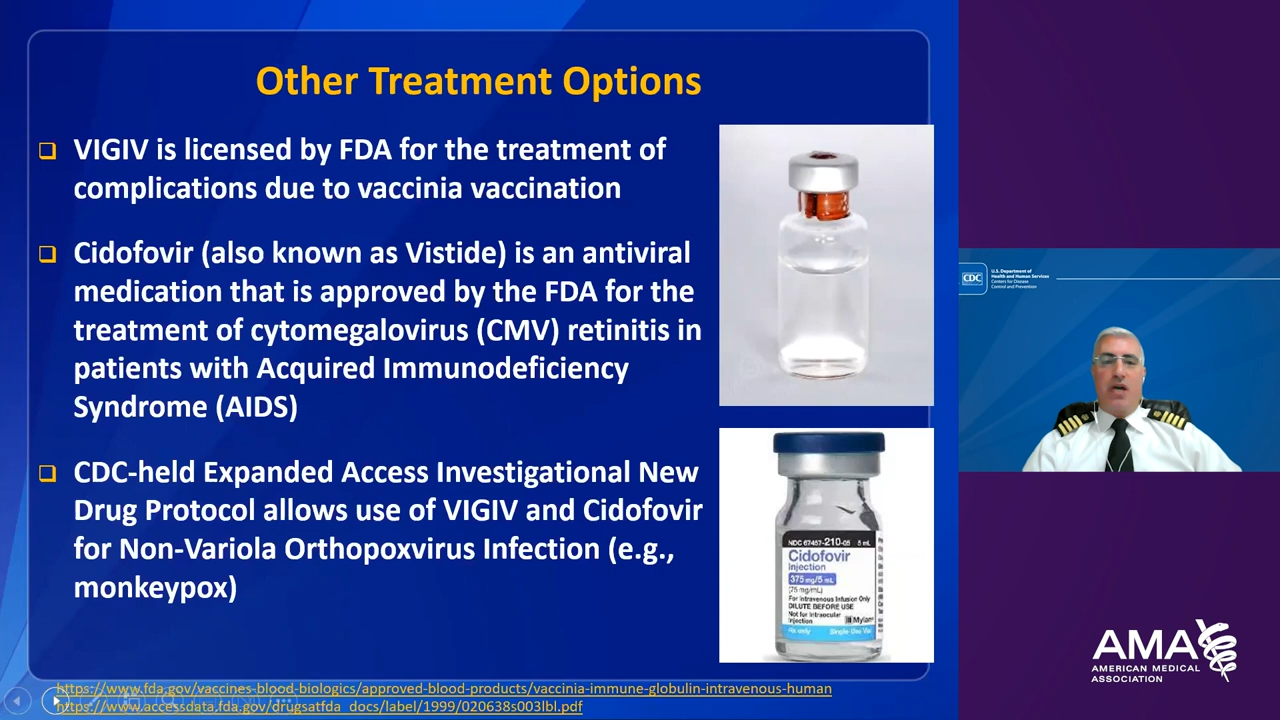 Other Treatment Options
VIGIV is licensed by FDA for the treatment of
complications due to vaccinia vaccination
Cidofovir (also known as Vistide) is an antiviral
medication that is approved by the FDA for the
treatment of cytomegalovirus (CMV) retinitis in
patients with Acquired Immunodeficiency
Syndrome (AIDS)
CDC-held Expanded Access Investigational New
Drug Protocol allows use of VIGIV and Cidofovir
for Non-Variola Orthopoxvirus Infection (e.g.,
monkeypox)
NDC 67457-210-05 5 mL
Cidofovir
Injection
375 mg/5 mL
(75 mg/mL)
For Intravenous Infusion Only
DILUTE BEFORE USE
Not for Intraocular
Injection
Mylan
Rx only Single-Use Vial
https://www.fda.gov/vaccines-blood-biologics/approved-blood-products/vaccinia-immune-globulin-intravenous-human
https://www.accessdata.fda.gov/drugsatfda_docs/label/1999/020638s003lbl.pdf
CDC
U.S. Department of
Health and Human Services
Centers for Disease
Control and Prevention
AMA
AMERICAN MEDICAL
ASSOCIATION